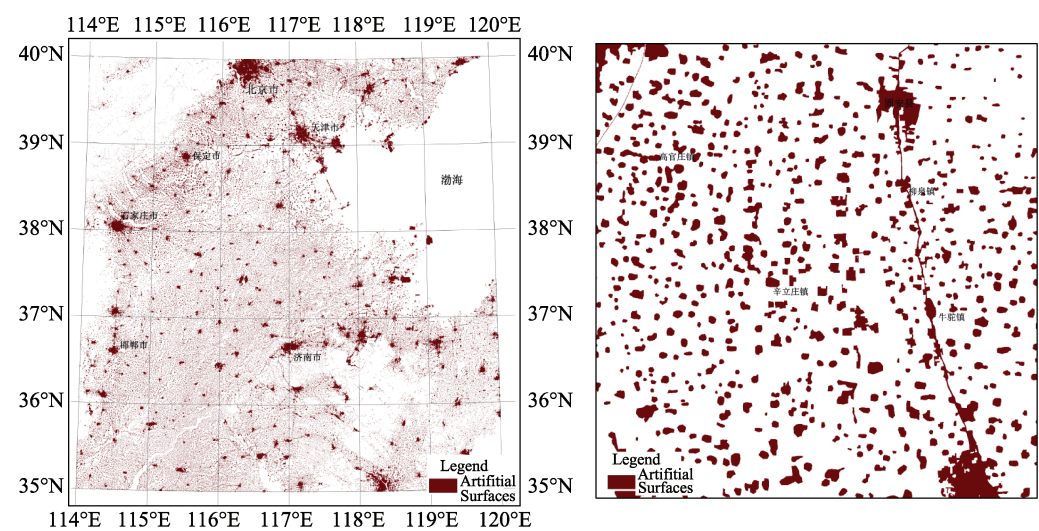 114°E 115°E 116°E 117°E 118°E 119°E 120°E
40°N
39°N
38°N
37°N
36°N
35°N
北京市
天津市
保定市
渤海
石家庄市
邯郸市
济南市
Legend
Artifitial
Surfaces
40°N
39°N
38°N
37°N
36°N
35°N
114°E 115°E 116°E 117°E 118°E 119°E 120°E
高官庄镇
柳泉镇
辛立庄镇
牛驼镇
Legend
Artifitial
Surfaces